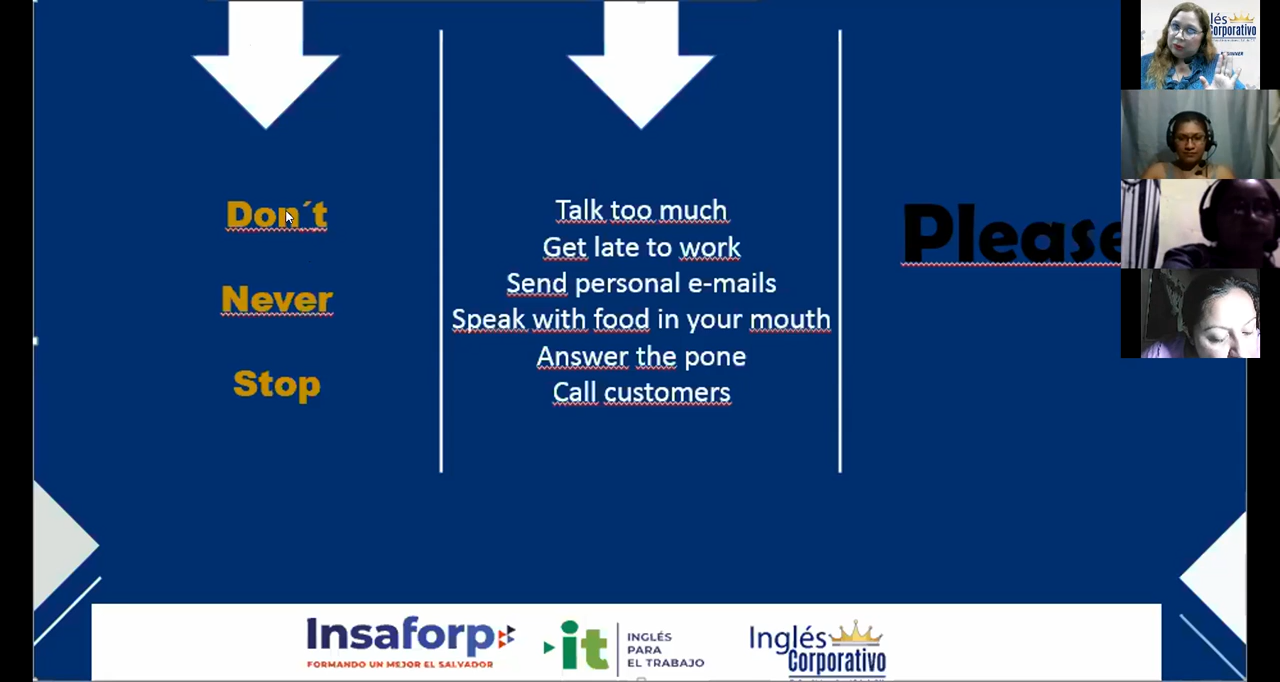 Don´t
Never
Stop
Talk too much
Get late to work
Send personal e-mails
Speak with food in your mouth
Answer the pone
Call customers
Please
Insaforp
FORMANDO UN MEJOR EL SALVADOR
it
INGLÉS
PARA
EL TRABAJO
Inglés
Corporativo
lés
Corporativo